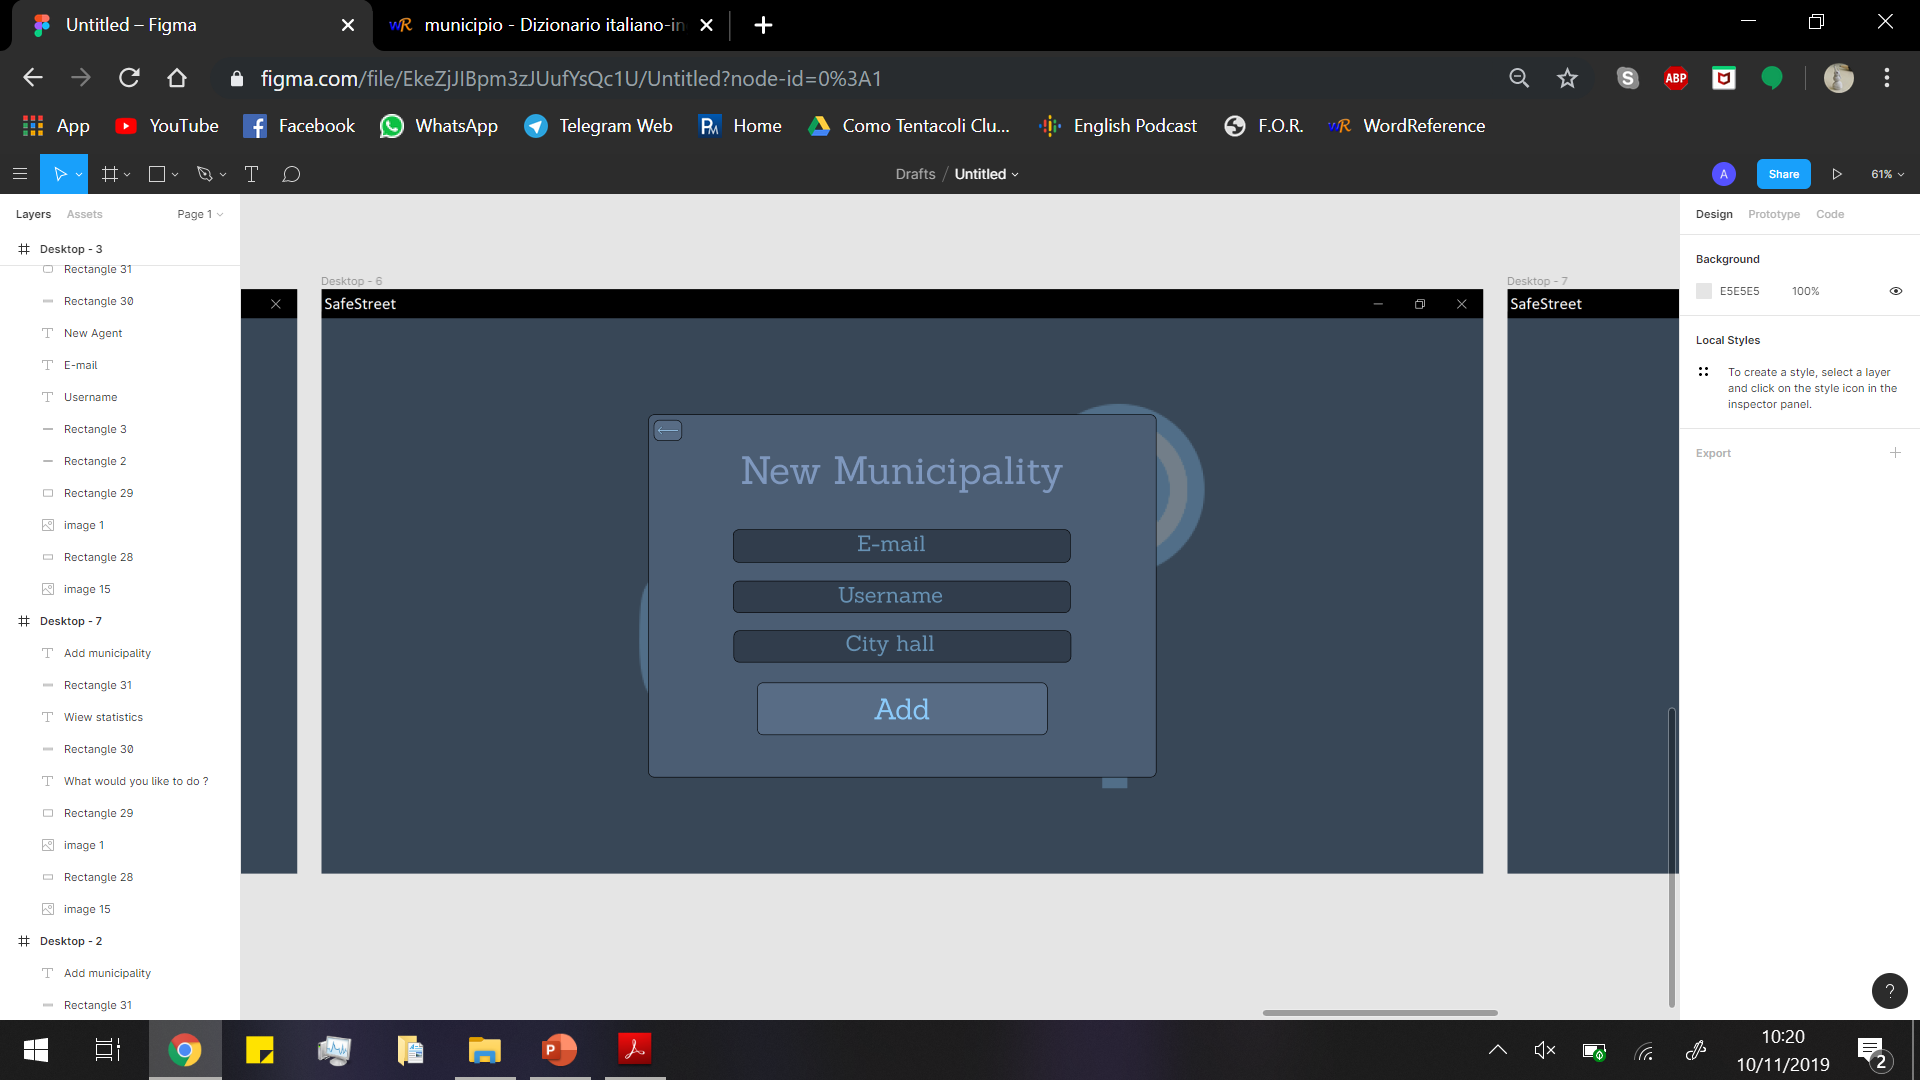 Untitled – Figma
municipio - Dizionario italiano-in
figma.com/file/EkeZjJIBpm3zJUufYsQc1U/Untitled?node-id=0%3A1
App
YouTube
Facebook
WhatsApp
Telegram Web
Home
Como Tentacoli Clu...
English Podcast
F.O.R.
WordReference
Drafts / Untitled
A
Share
61%
Layers
Assets
Page 1
Desktop - 3
Rectangle 31
Rectangle 30
New Agent
E-mail
Username
Rectangle 3
Rectangle 2
Rectangle 29
image 1
Rectangle 28
image 15
Desktop - 7
Add municipality
Rectangle 31
Wiew statistics
Rectangle 30
What would you like to do ?
Rectangle 29
image 1
Rectangle 28
image 15
Desktop - 2
Add municipality
Rectangle 31
Desktop - 6
SafeStreet
New Municipality
E-mail
Username
City hall
Add
Desktop - 7
SafeStreet
Design
Prototype
Code
Background
E5E5E5
100%
Local Styles
To create a style, select a layer
and click on the style icon in the
inspector panel.
Export
?
10:20
10/11/2019
2